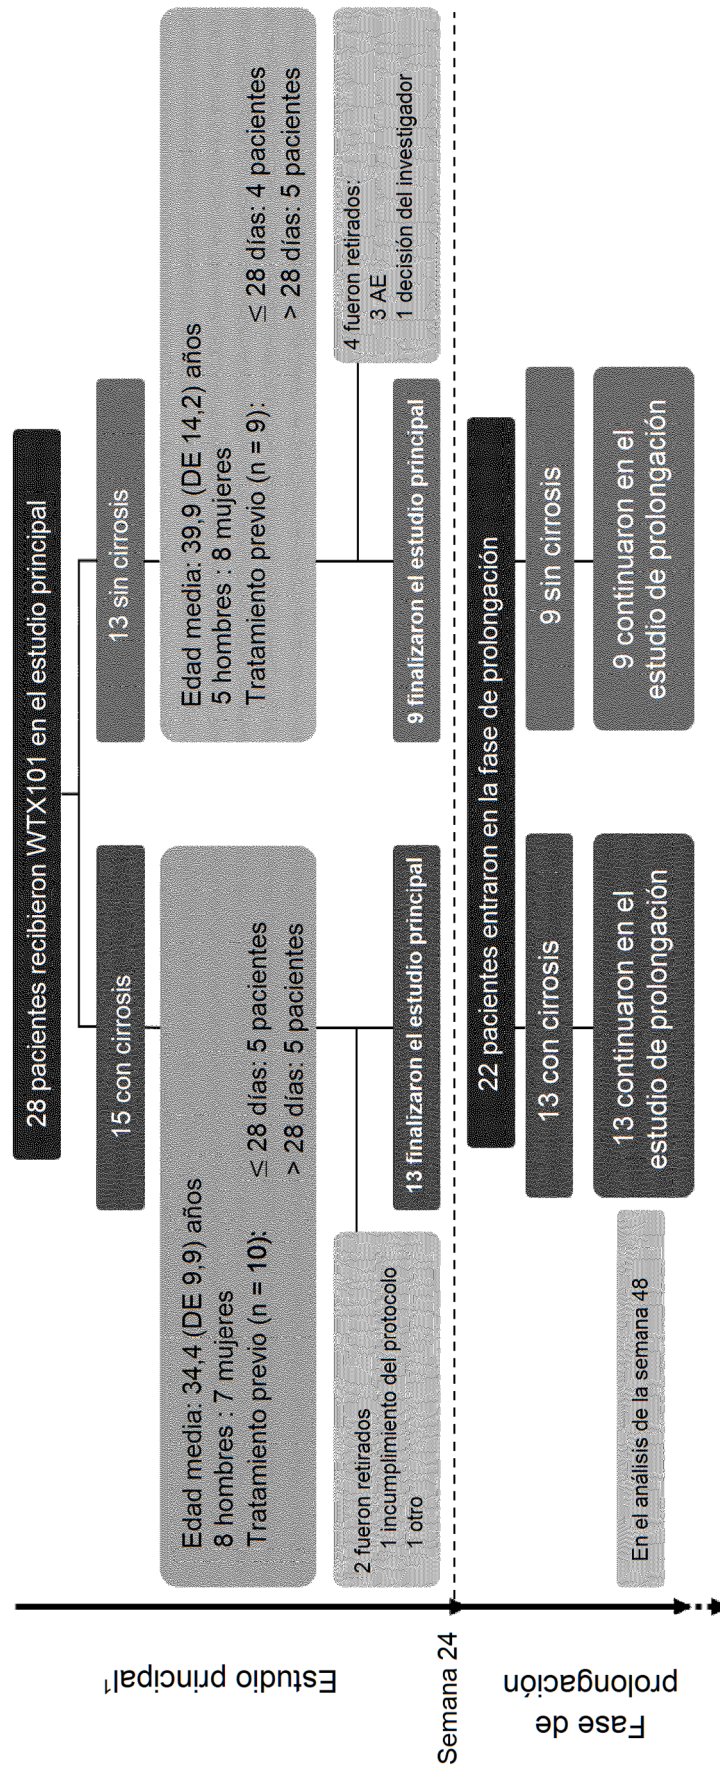 28 pacientes recibieron WTX101 en el estudio principal
15 con cirrosis
13 sin cirrosis
Edad media: 34,4 (DE 9,9) años
8 hombres : 7 mujeres
Tratamiento previo (n = 10):
≤ 28 días: 5 pacientes
> 28 días: 5 pacientes
Edad media: 39,9 (DE 14,2) años
5 hombres : 8 mujeres
Tratamiento previo (n = 9):
≤ 28 días: 4 pacientes
> 28 días: 5 pacientes
2 fueron retirados
1 incumplimiento del protocolo
1 otro
4 fueron retirados:
3 AE
1 decisión del investigador
13 finalizaron el estudio principal
9 finalizaron el estudio principal
Estudio principal¹
Semana 24
22 pacientes entraron en la fase de prolongación
13 con cirrosis
9 sin cirrosis
13 continuaron en el
estudio de prolongación
9 continuaron en el
estudio de prolongación
En el análisis de la semana 48
Fase de
prolongación